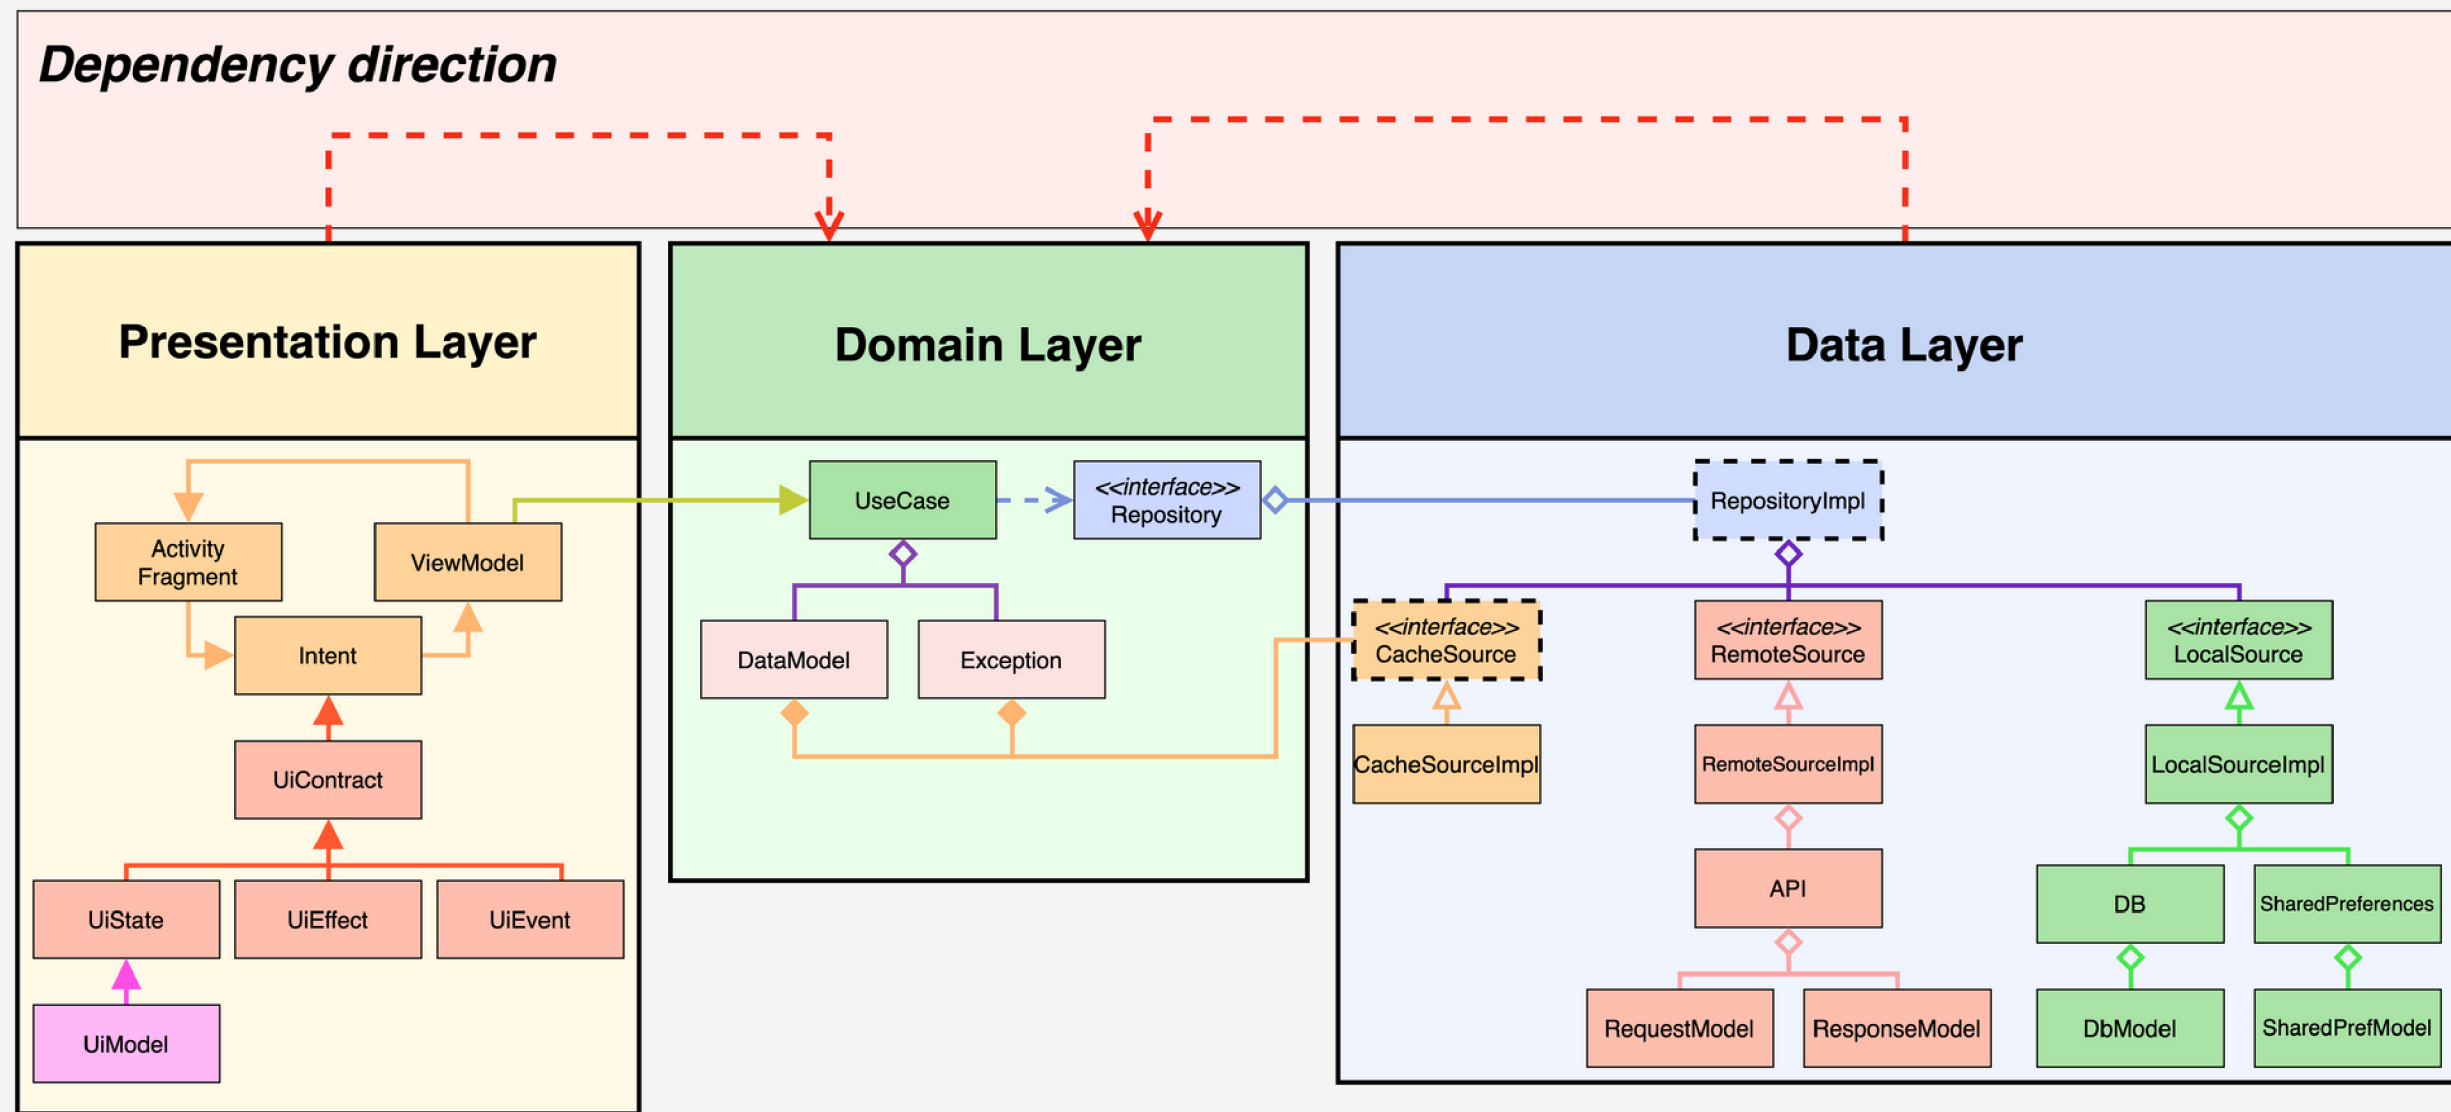 Dependency direction
Presentation Layer
Domain Layer
Data Layer
Activity
Fragment
ViewModel
Intent
UiContract
UiState
UiEffect
UiEvent
UiModel
UseCase
<<interface>>
Repository
DataModel
Exception
RepositoryImpl
<<interface>>
CacheSource
<<interface>>
RemoteSource
<<interface>>
LocalSource
CacheSourceImpl
RemoteSourceImpl
LocalSourceImpl
API
DB
SharedPreferences
RequestModel
ResponseModel
DbModel
SharedPrefModel